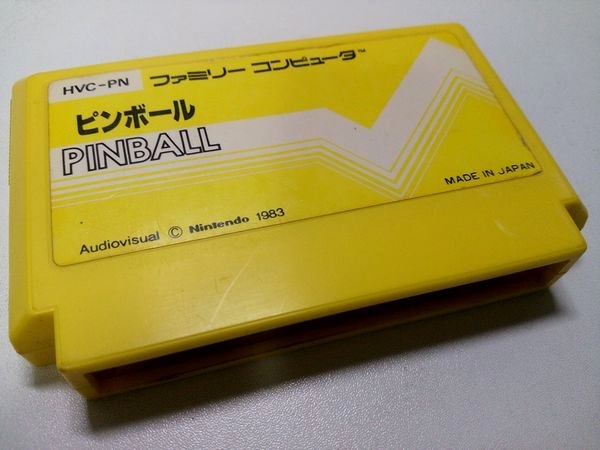 HVC-PN ファミリー コンピュータ™
ピンボール
PINBALL
MADE IN JAPAN
Audiovisual © Nintendo 1983